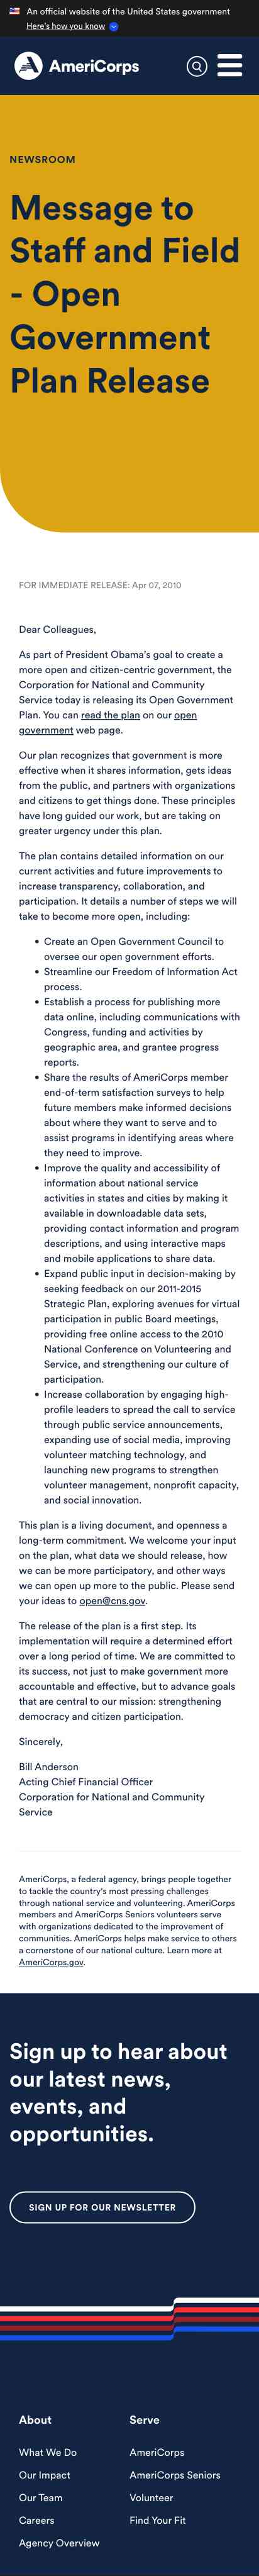 An official website of the United States government
Here's how you know
AmeriCorps
NEWSROOM
Message to
Staff and Field
- Open
Government
Plan Release
FOR IMMEDIATE RELEASE: Apr 07, 2010
Dear Colleagues,
As part of President Obama's goal to create a
more open and citizen-centric government, the
Corporation for National and Community
Service today is releasing its Open Government
Plan. You can read the plan on our open
government web page.
Our plan recognizes that government is more
effective when it shares information, gets ideas
from the public, and partners with organizations
and citizens to get things done. These principles
have long guided our work, but are taking on
greater urgency under this plan.
The plan contains detailed information on our
current activities and future improvements to
increase transparency, collaboration, and
participation. It details a number of steps we will
take to become more open, including:
• Create an Open Government Council to
oversee our open government efforts.
• Streamline our Freedom of Information Act
process.
• Establish a process for publishing more
data online, including communications with
Congress, funding and activities by
geographic area, and grantee progress
reports.
• Share the results of AmeriCorps member
end-of-term satisfaction surveys to help
future members make informed decisions
about where they want to serve and to
assist programs in identifying areas where
they need to improve.
• Improve the quality and accessibility of
information about national service
activities in states and cities by making it
available in downloadable data sets,
providing contact information and program
descriptions, and using interactive maps
and mobile applications to share data.
• Expand public input in decision-making by
seeking feedback on our 2011-2015
Strategic Plan, exploring avenues for virtual
participation in public Board meetings,
providing free online access to the 2010
National Conference on Volunteering and
Service, and strengthening our culture of
participation.
• Increase collaboration by engaging high-
profile leaders to spread the call to service
through public service announcements,
expanding use of social media, improving
volunteer matching technology, and
launching new programs to strengthen
volunteer management, nonprofit capacity,
and social innovation.
This plan is a living document, and openness a
long-term commitment. We welcome your input
on the plan, what data we should release, how
we can be more participatory, and other ways
we can open up more to the public. Please send
your ideas to open@cns.gov.
The release of the plan is a first step. Its
implementation will require a determined effort
over a long period of time. We are committed to
its success, not just to make government more
accountable and effective, but to advance goals
that are central to our mission: strengthening
democracy and citizen participation.
Sincerely,
Bill Anderson
Acting Chief Financial Officer
Corporation for National and Community
Service
AmeriCorps, a federal agency, brings people together
to tackle the country's most pressing challenges
through national service and volunteering. AmeriCorps
members and AmeriCorps Seniors volunteers serve
with organizations dedicated to the improvement of
communities. AmeriCorps helps make service to others
a cornerstone of our national culture. Learn more at
AmeriCorps.gov.
Sign up to hear about
our latest news,
events, and
opportunities.
SIGN UP FOR OUR NEWSLETTER
About
What We Do
Our Impact
Our Team
Careers
Agency Overview
Serve
AmeriCorps
AmeriCorps Seniors
Volunteer
Find Your Fit